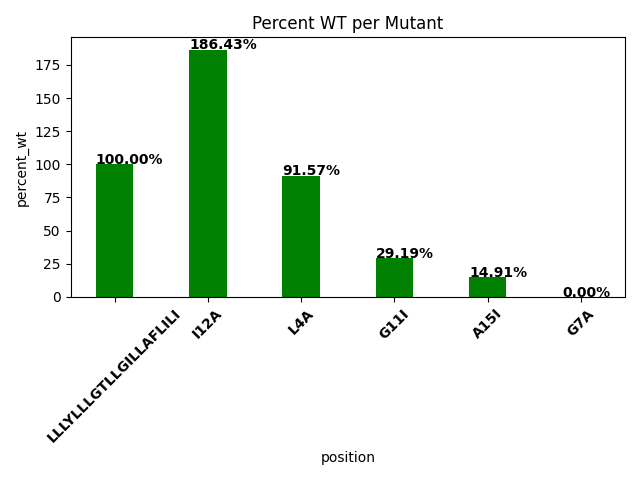 Percent WT per Mutant
percent_wt
175
150
125
100
75
50
25
0
100.00%
186.43%
91.57%
29.19%
14.91%
0.00%
LLLYLLLGTLLGILLAFLILI
I12A
L4A
G11I
A15I
G7A
position